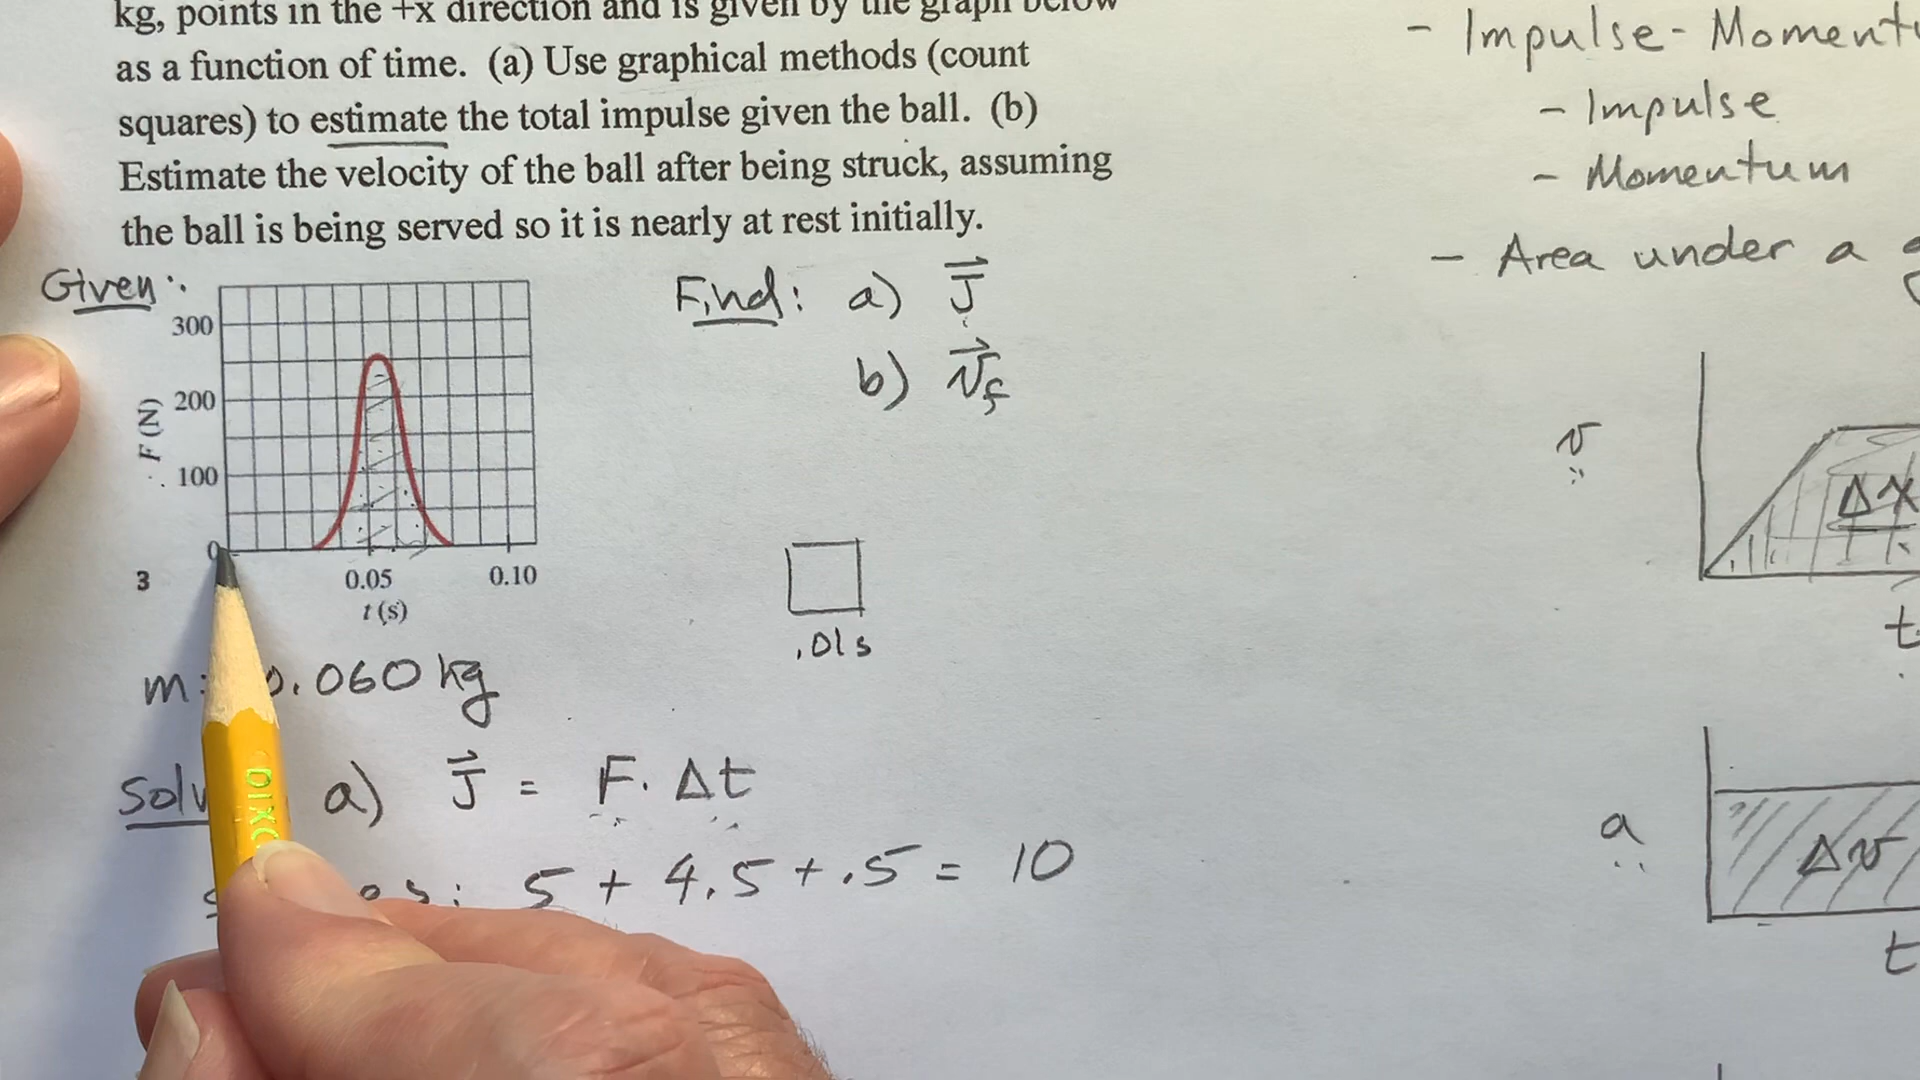 kg, points in the +x direction and is given by the graph below
as a function of time. (a) Use graphical methods (count
squares) to estimate the total impulse given the ball. (b)
Estimate the velocity of the ball after being struck, assuming
the ball is being served so it is nearly at rest initially.
Given:
300
200
100
0
F (N)
0.05
0.10
t (s)
3
Find: a) J⃗
b) v⃗f
.01s
m: 0.060 kg
a) J⃗ = F. Δt
5 + 4.5 + .5 = 10
- Impulse-
- Impulse
- Momentum
- Area under a
v
Δx
t
a
Δv
t